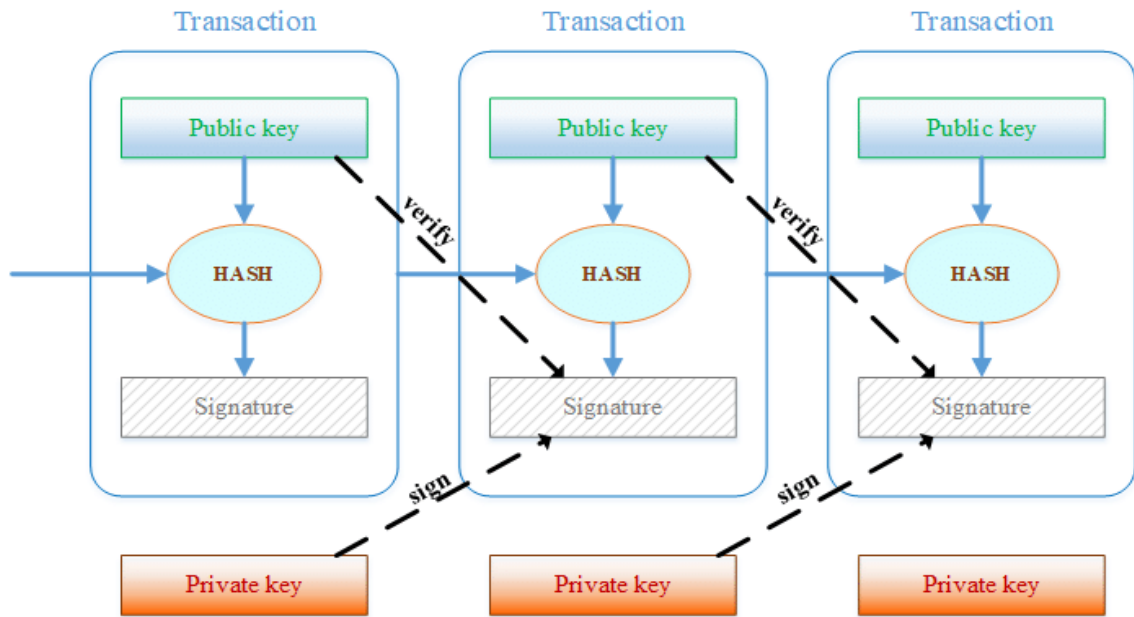 Transaction
Transaction
Transaction
Public key
Public key
Public key
verify
verify
HASH
HASH
HASH
Signature
Signature
Signature
sign
sign
Private key
Private key
Private key